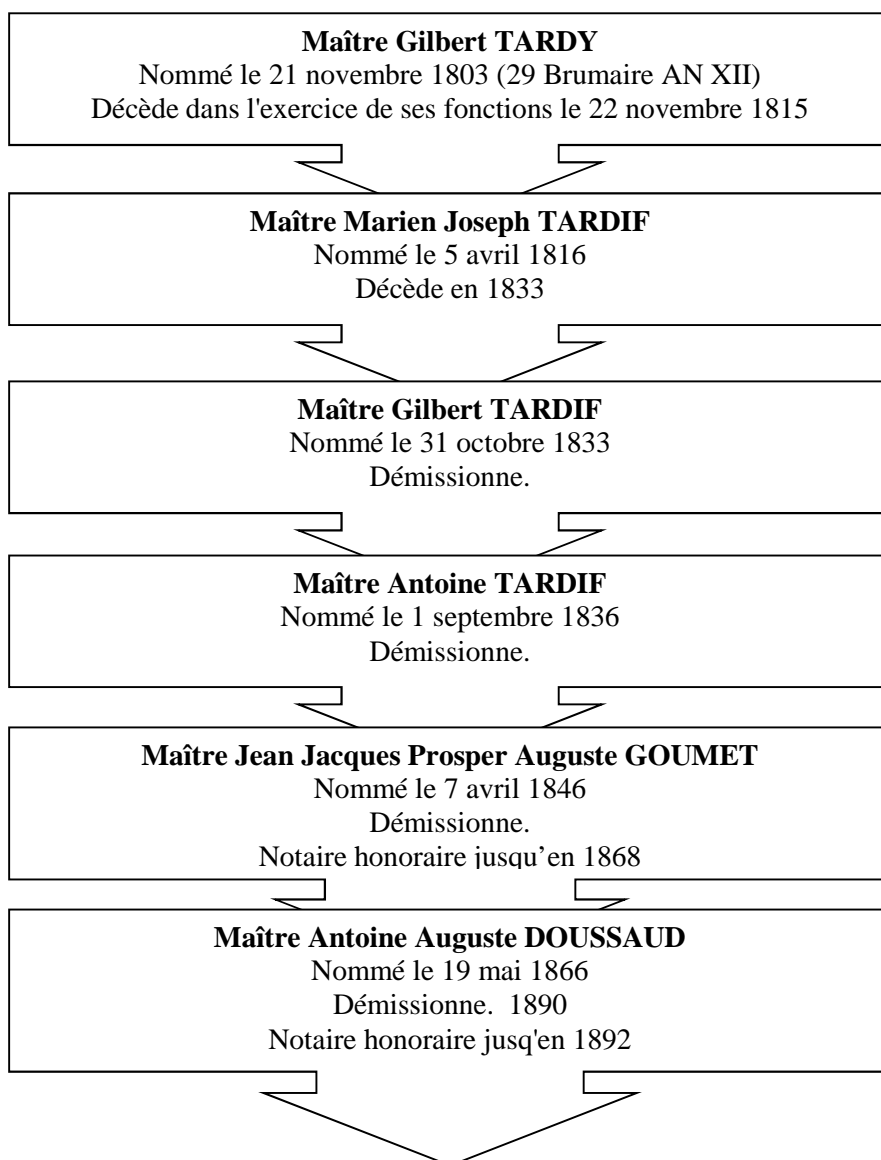 Maître Gilbert TARDY
Nommé le 21 novembre 1803 (29 Brumaire AN XII)
Décède dans l'exercice de ses fonctions le 22 novembre 1815
Maître Marien Joseph TARDIF
Nommé le 5 avril 1816
Décède en 1833
Maître Gilbert TARDIF
Nommé le 31 octobre 1833
Démissionne.
Maître Antoine TARDIF
Nommé le 1 septembre 1836
Démissionne.
Maître Jean Jacques Prosper Auguste GOUMET
Nommé le 7 avril 1846
Démissionne.
Notaire honoraire jusqu’en 1868
Maître Antoine Auguste DOUSSAUD
Nommé le 19 mai 1866
Démissionne.  1890
Notaire honoraire jusq'en 1892